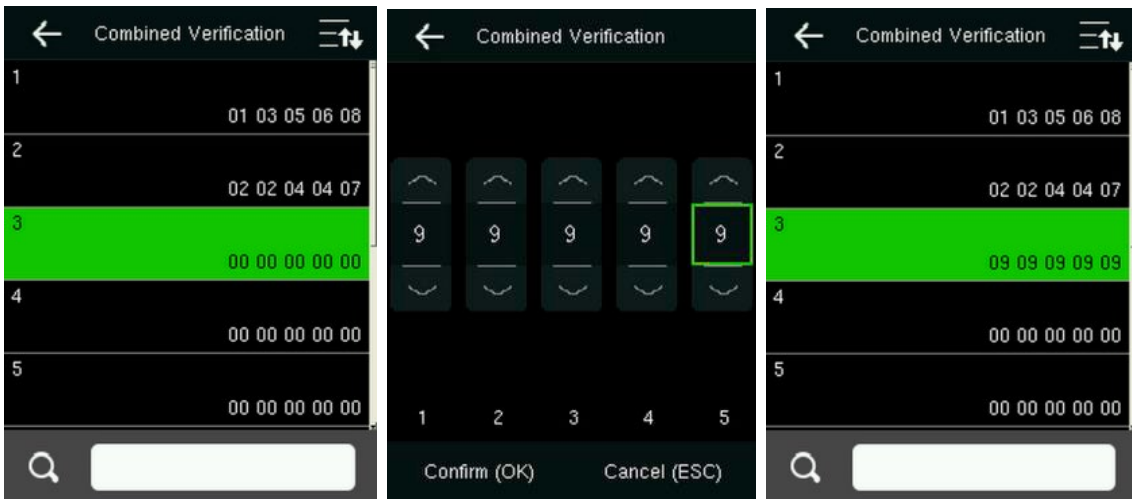 Combined Verification
1
01 03 05 06 08
2
02 02 04 04 07
3
00 00 00 00 00
4
00 00 00 00 00
5
00 00 00 00 00
Combined Verification
9 9 9 9 9
1 2 3 4 5
Confirm (OK) Cancel (ESC)
Combined Verification
1
01 03 05 06 08
2
02 02 04 04 07
3
09 09 09 09 09
4
00 00 00 00 00
5
00 00 00 00 00